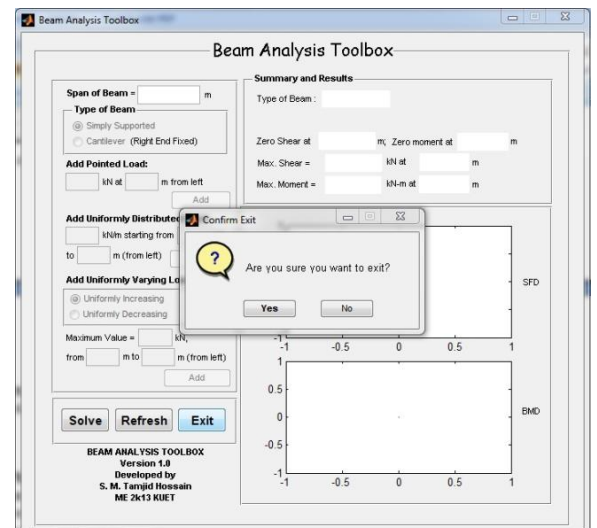 Beam Analysis Toolbox
Beam Analysis Toolbox
Span of Beam = m
Type of Beam
Simply Supported
Cantilever (Right End Fixed)
Add Pointed Load:
kN at m from left
Add
Add Uniformly Distribute
kN/m starting from
to m (from left)
Add Uniformly Varying Lo
Uniformly Increasing
Uniformly Decreasing
Maximum Value = kN,
from m to m (from left)
Add
Solve Refresh Exit
BEAM ANALYSIS TOOLBOX
Version 1.0
Developed by
S. M. Tamjid Hossain
ME 2k13 KUET
Summary and Results
Type of Beam :
Zero Shear at m; Zero moment at m
Max. Shear = kN at m
Max. Moment = kN-m at m
Confirm Exit
?
Are you sure you want to exit?
Yes No
SFD
-1
-1 -0.5 0 0.5 1
1
0.5
0
-0.5
-1
BMD
-1 -0.5 0 0.5 1